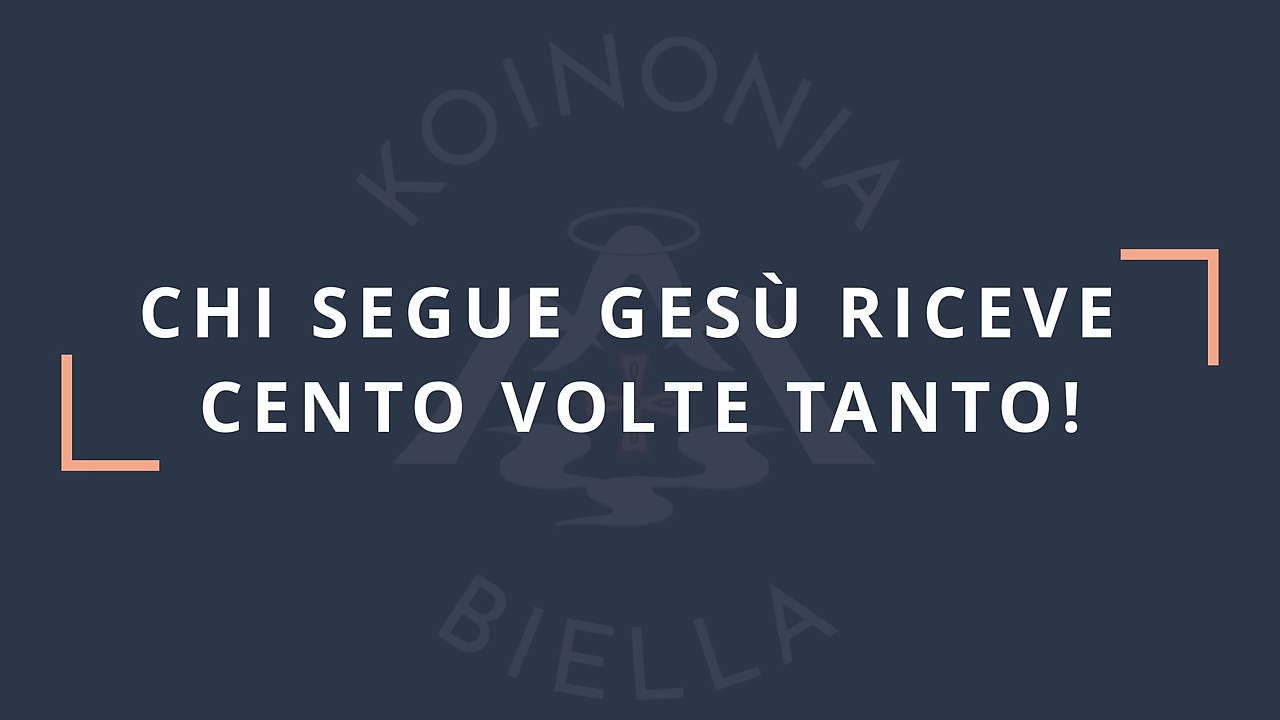 KOINONIA
CHI SEGUE GESÙ RICEVE
CENTO VOLTE TANTO!
BIELLA